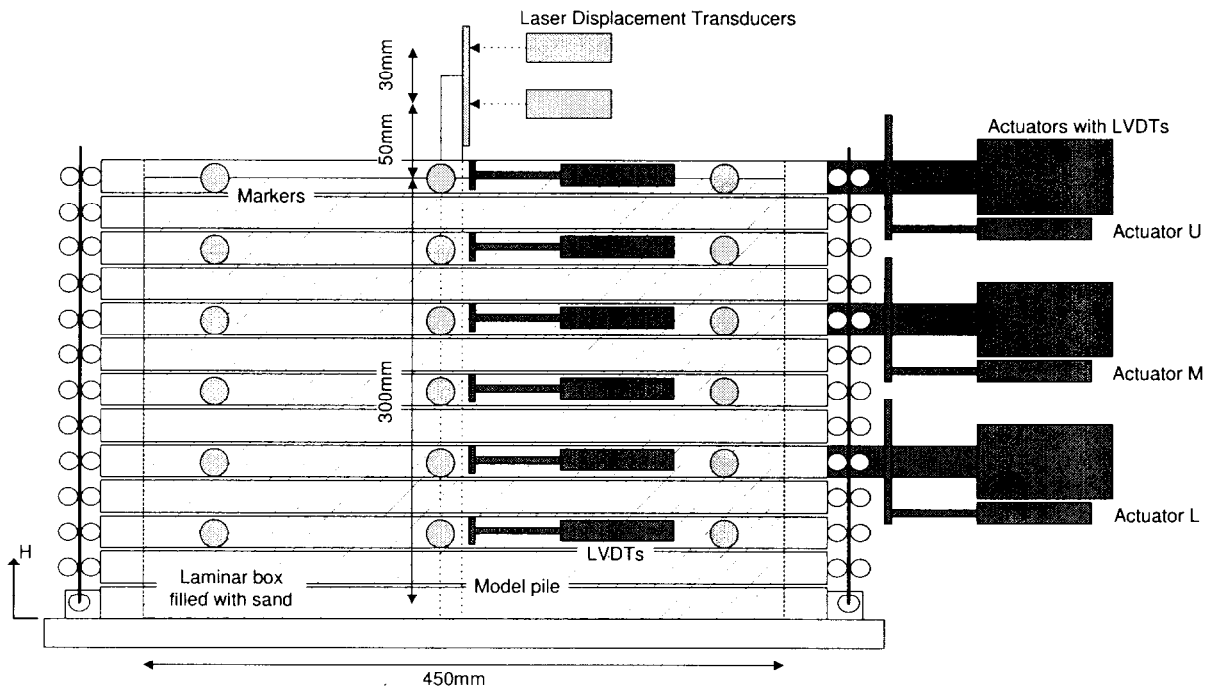 Laser Displacement Transducers
30mm
50mm
Actuators with LVDTs
Markers
Actuator U
300mm
Actuator M
Actuator L
LVDTs
H
Laminar box
filled with sand
Model pile
450mm